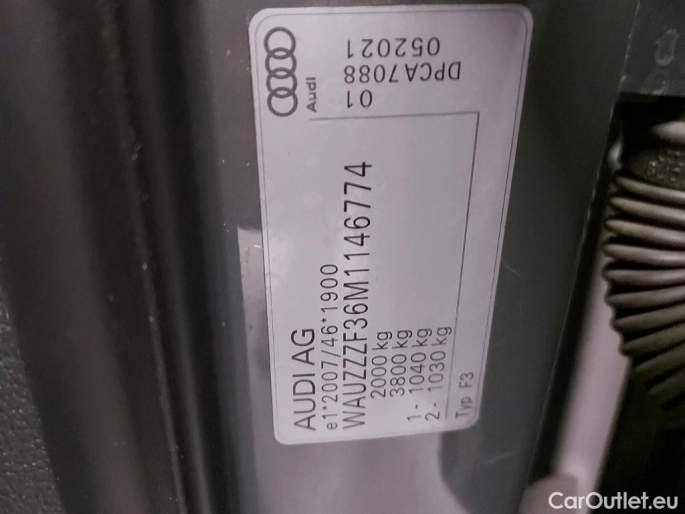 AUDI AG
e1*2007/46*1900
WAUZZZF36M1146774
2000 kg
3800 kg
1 - 1040 kg
2 - 1030 kg
Typ F3
Audi
01
DPCA7088
052021
CarOutlet.eu